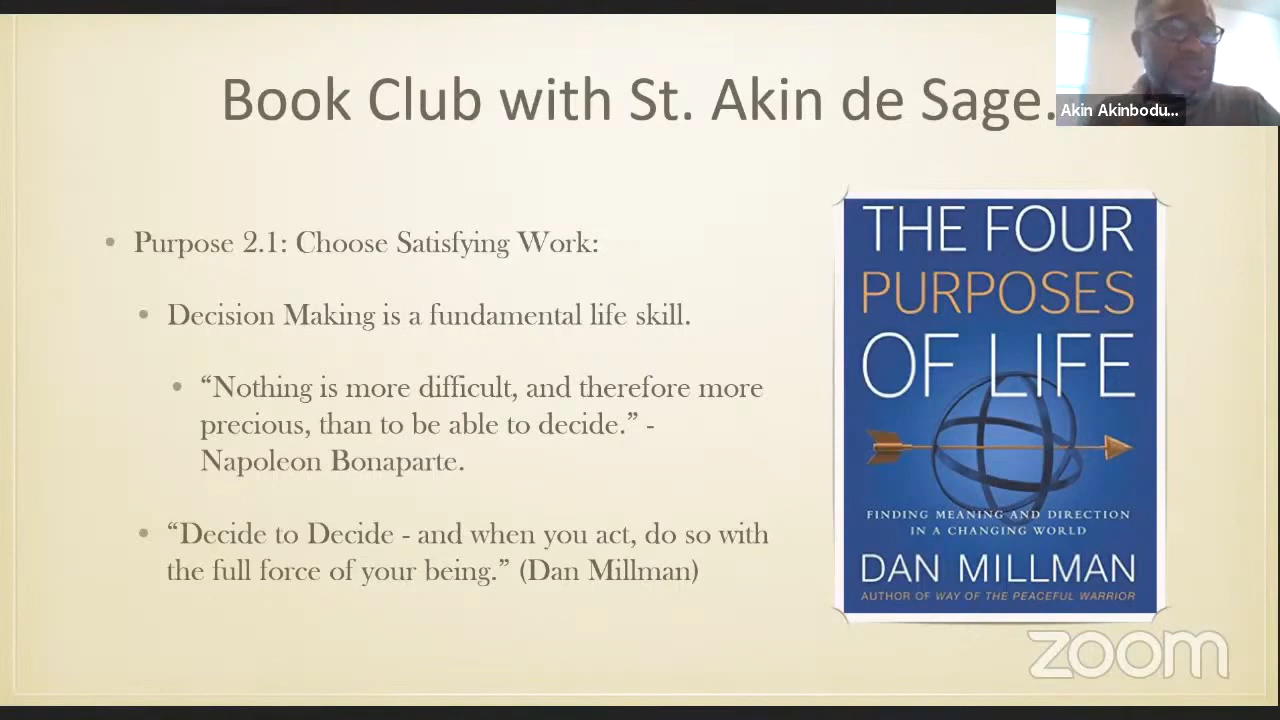 Book Club with St. Akin de Sage.
Akin Akinbodu...
• Purpose 2.1: Choose Satisfying Work:
• Decision Making is a fundamental life skill.
• “Nothing is more difficult, and therefore more
precious, than to be able to decide.” -
Napoleon Bonaparte.
• “Decide to Decide - and when you act, do so with
the full force of your being.” (Dan Millman)
THE FOUR
PURPOSES
OF LIFE
FINDING MEANING AND DIRECTION
IN A CHANGING WORLD
DAN MILLMAN
AUTHOR OF WAY OF THE PEACEFUL WARRIOR
zoom